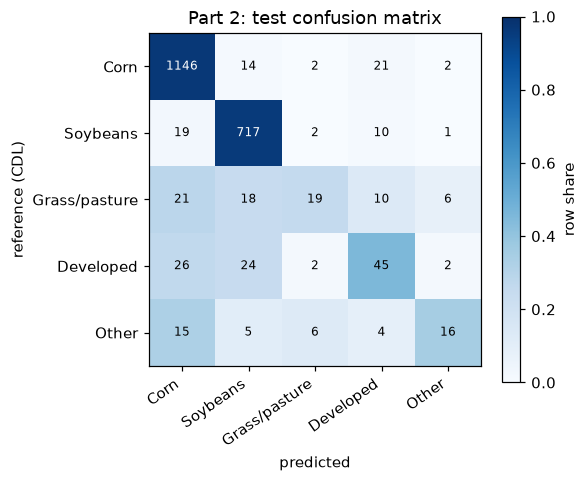 Part 2: test confusion matrix
1.0
Corn 1146 14 2 21 2
0.8
Soybeans 19 717 2 10 1
0.6
reference (CDL)
row share
Grass/pasture 21 18 19 10 6
0.4
Developed 26 24 2 45 2
0.2
Other 15 5 6 4 16
0.0
Corn Soybeans Grass/pasture Developed Other
predicted